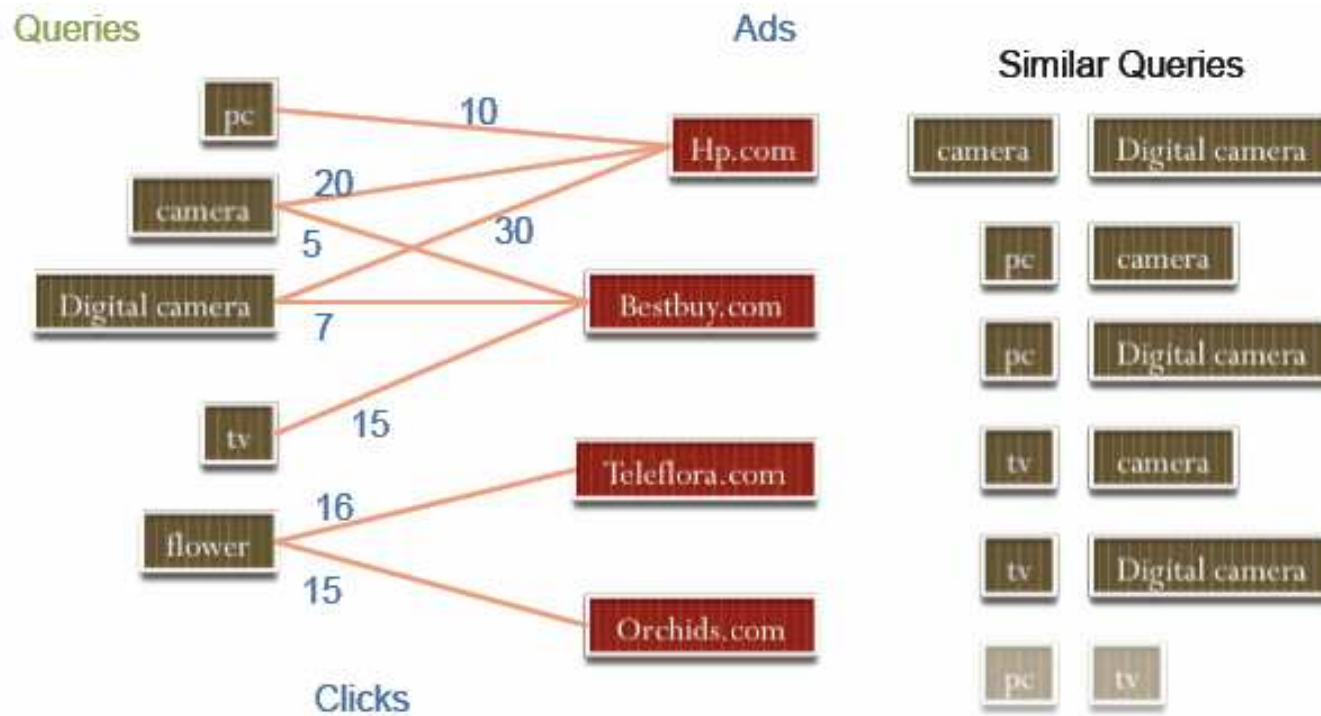 Queries
Ads
Similar Queries
pc
10
Hp.com
camera
Digital camera
camera
20
5
30
pc
camera
Digital camera
7
Bestbuy.com
pc
Digital camera
tv
15
tv
camera
Teleflora.com
16
flower
15
tv
Digital camera
Orchids.com
pc
tv
Clicks